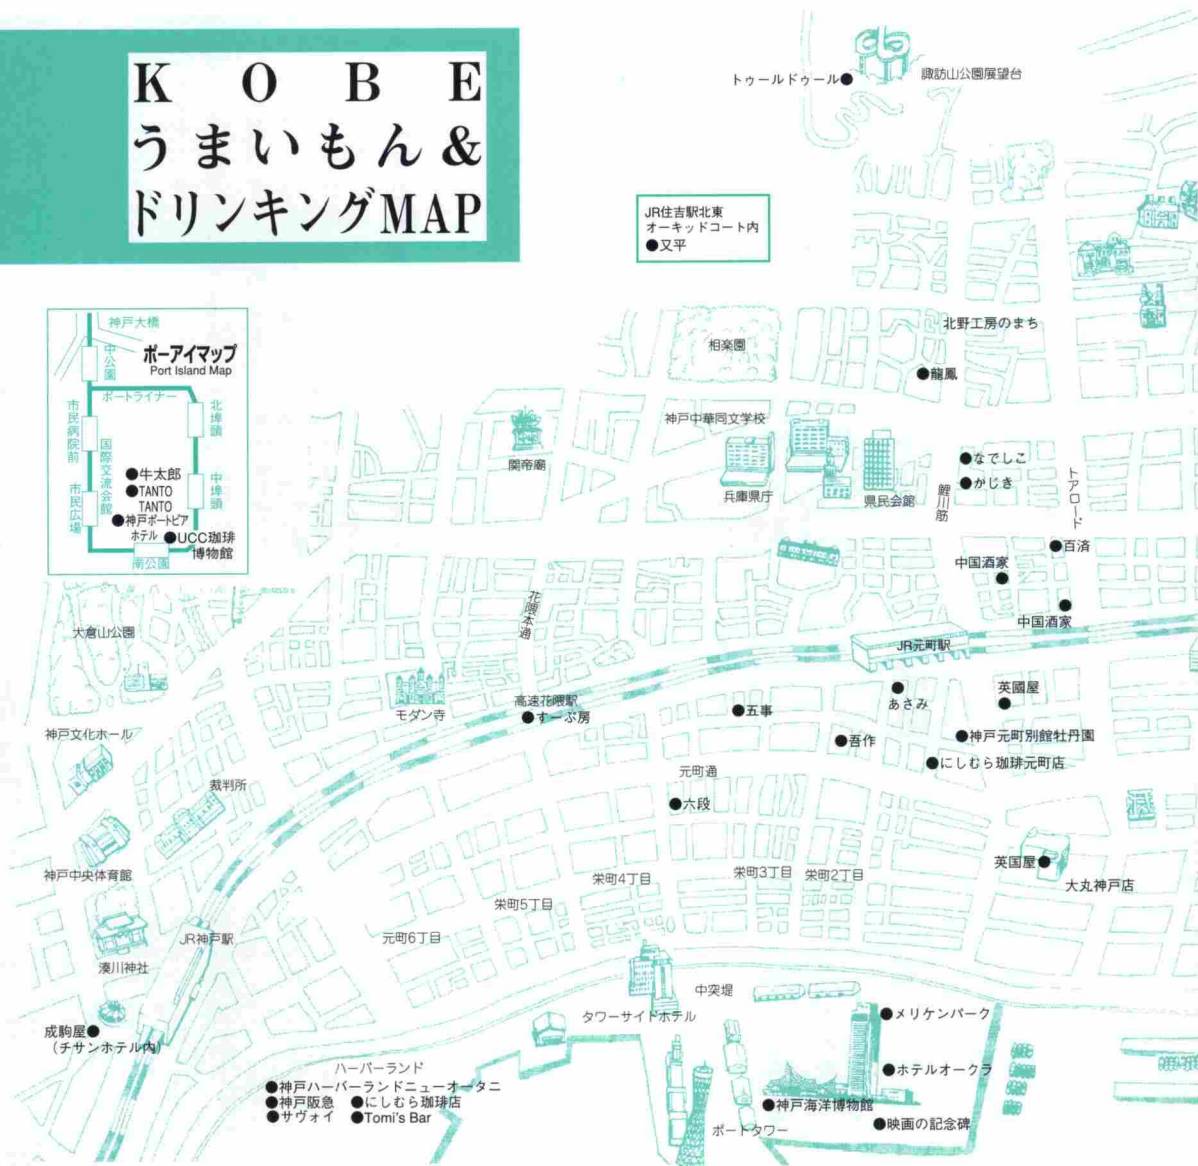 KOBE
うまいもん&
ドリンキングMAP
トゥールドゥール●
諏訪山公園展望台
JR住吉駅北東
オーキッドコート内
●又平
神戸大橋
ポーアイマップ
Port Island Map
中公園
ポートライナー
市民病院前
国際交流会館
北埠頭
●牛太郎
●TANTO
TANTO
中埠頭
市民広場
●神戸ポートピア
ホテル
●UCC珈琲
博物館
南公園
相楽園
北野工房のまち
●龍鳳
神戸中華同文学校
関帝廟
兵庫県庁
県民会館
鯉川筋
●なでしこ
●かじき
トアロード
●百済
中国酒家
●
●
中国酒家
花隈本通
大倉山公園
JR元町駅
モダン寺
高速花隈駅
●すーぷ房
●五事
●
あさみ
英國屋
●
●吾作
●神戸元町別館牡丹園
●にしむら珈琲元町店
神戸文化ホール
裁判所
元町通
●六段
神戸中央体育館
英国屋●
大丸神戸店
栄町4丁目
栄町3丁目
栄町2丁目
栄町5丁目
元町6丁目
JR神戸駅
湊川神社
中突堤
タワーサイドホテル
●メリケンパーク
成駒屋●
(チサンホテル内)
ハーバーランド
●神戸ハーバーランドニューオータニ
●神戸阪急 ●にしむら珈琲店
●サヴォイ ●Tomi's Bar
●ホテルオークラ
●神戸海洋博物館
ポートタワー
●映画の記念碑